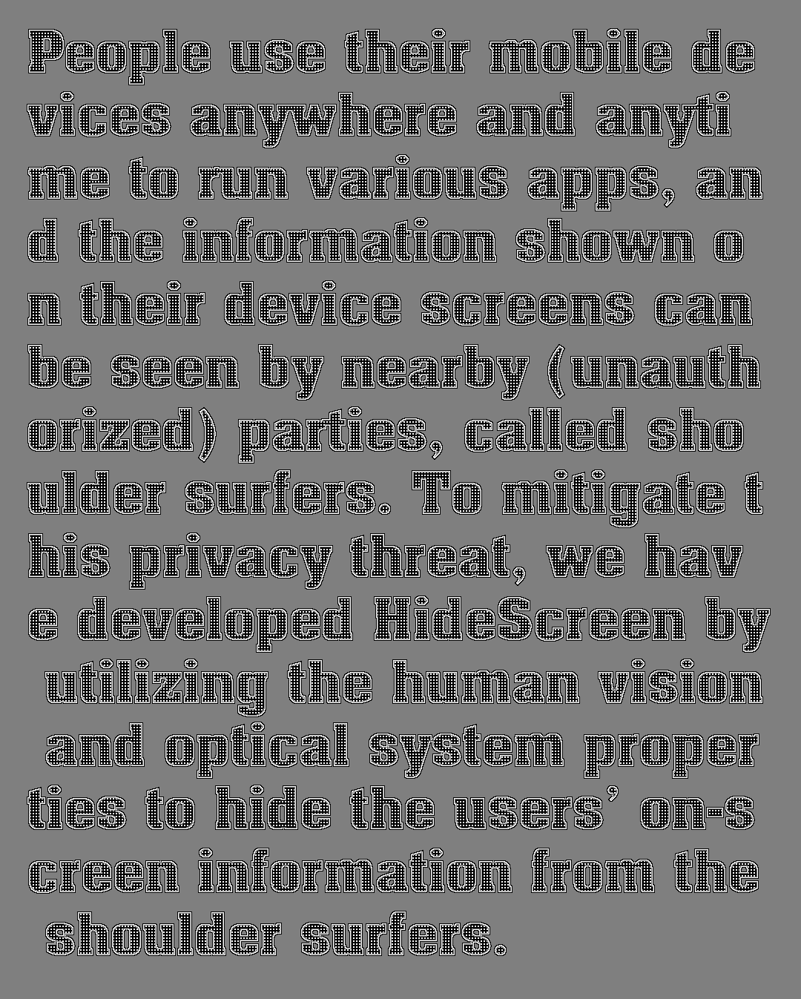 People use their mobile de
vices anywhere and anyti
me to run various apps, an
d the information shown o
n their device screens can
be seen by nearby (unauth
orized) parties, called sho
ulder surfers. To mitigate t
his privacy threat, we hav
e developed HideScreen by
utilizing the human vision
and optical system proper
ties to hide the users’ on-s
creen information from the
shoulder surfers.